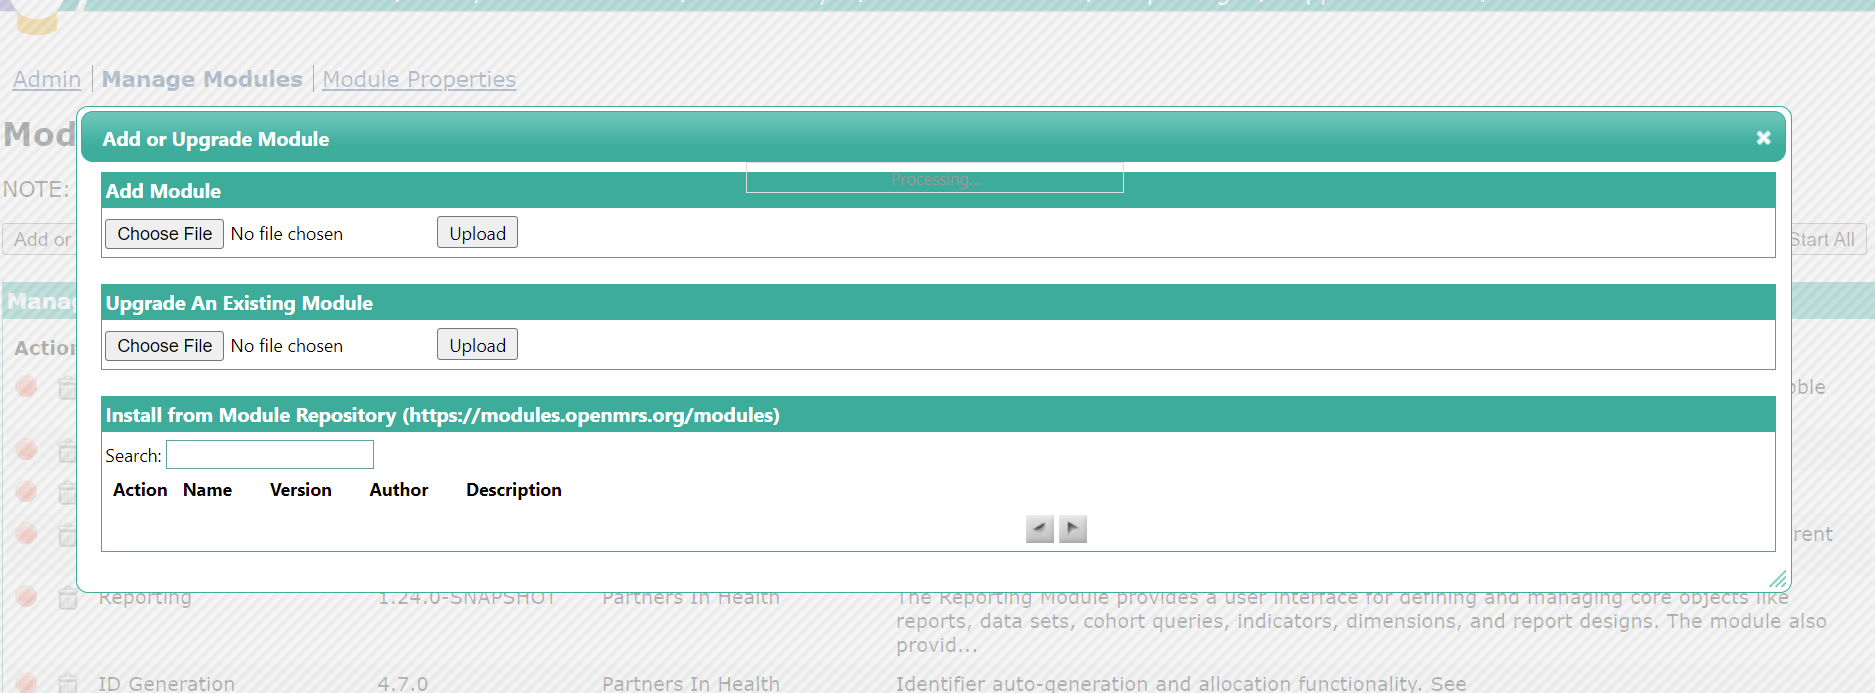 Admin Manage Modules Module Properties
Mod
Add or Upgrade Module
NOTE:
Processing...
Add Module
Choose File No file chosen Upload
Add or
Start All
Upgrade An Existing Module
Manag
Choose File No file chosen Upload
Action
Install from Module Repository (https://modules.openmrs.org/modules)
Search:
Action Name Version Author Description
rent
Reporting 1.24.0-SNAPSHOT Partners In Health The Reporting Module provides a user interface for defining and managing core objects like
reports, data sets, cohort queries, indicators, dimensions, and report designs. The module also
provid...
ID Generation 4.7.0 Partners In Health Identifier auto-generation and allocation functionality. See